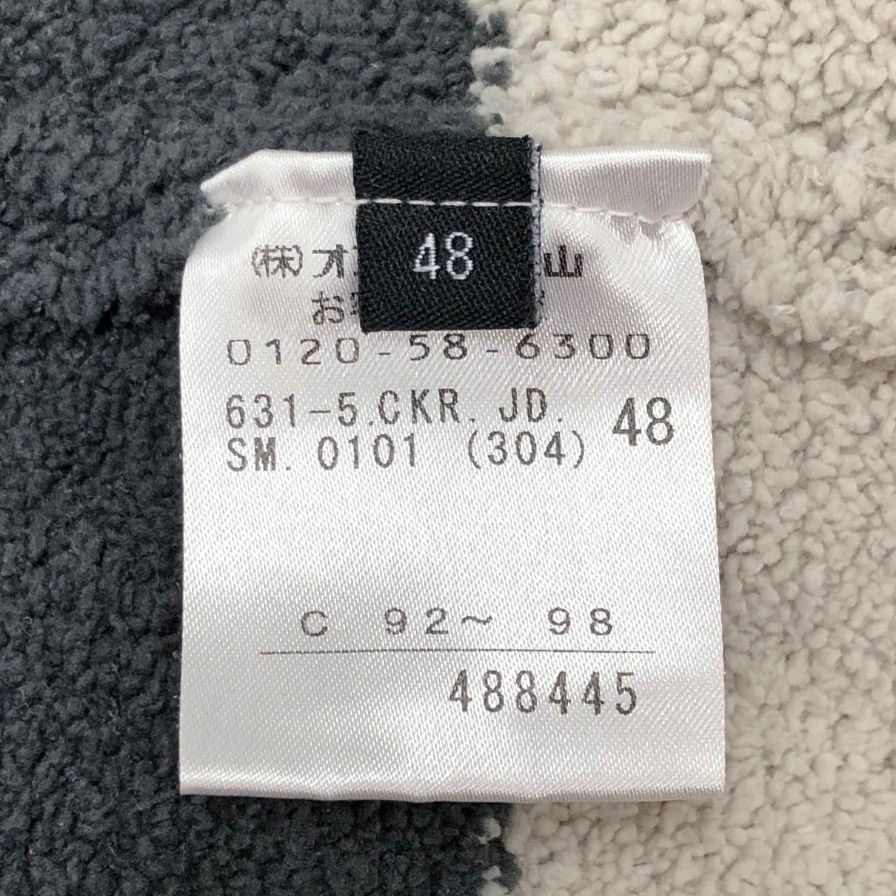 48
(株)オ 山
お
0120-58-6300
631-5.CKR.JD.
SM.0101 (304) 48
C 92~ 98
488445